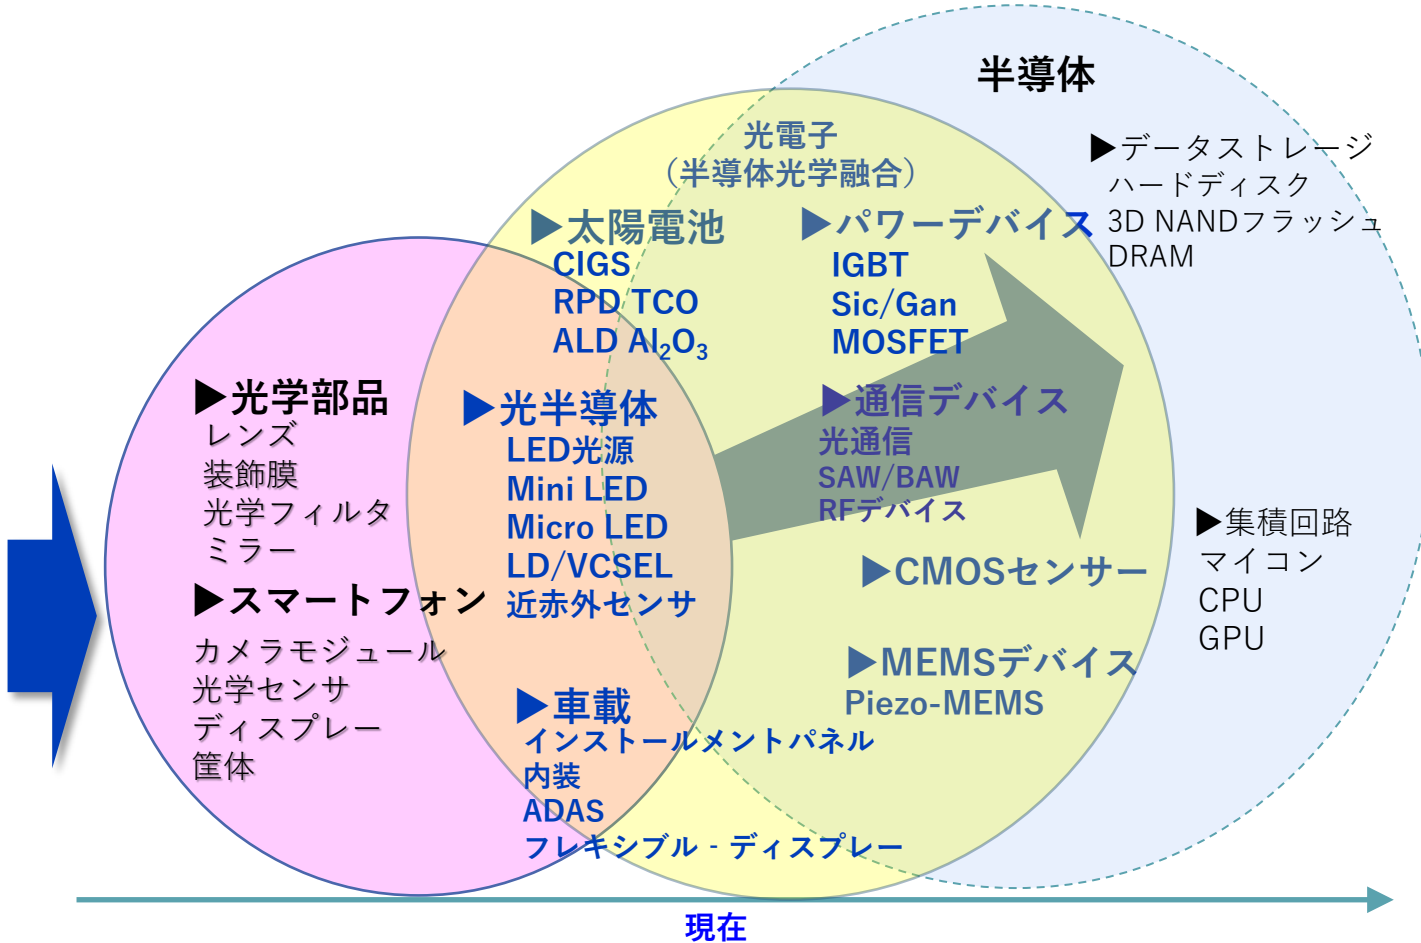 半導体
光電子
（半導体光学融合）
▶データストレージ
ハードディスク
3D NANDフラッシュ
DRAM
▶太陽電池
CIGS
RPD TCO
ALD Al₂O₃
▶パワーデバイス
IGBT
Sic/Gan
MOSFET
▶光学部品
レンズ
装飾膜
光学フィルタ
ミラー
▶スマートフォン
カメラモジュール
光学センサ
ディスプレー
筐体
▶光半導体
LED光源
Mini LED
Micro LED
LD/VCSEL
近赤外センサ
▶通信デバイス
光通信
SAW/BAW
RFデバイス
▶CMOSセンサー
▶MEMSデバイス
Piezo-MEMS
▶集積回路
マイコン
CPU
GPU
▶車載
インストールメントパネル
内装
ADAS
フレキシブル - ディスプレー
現在